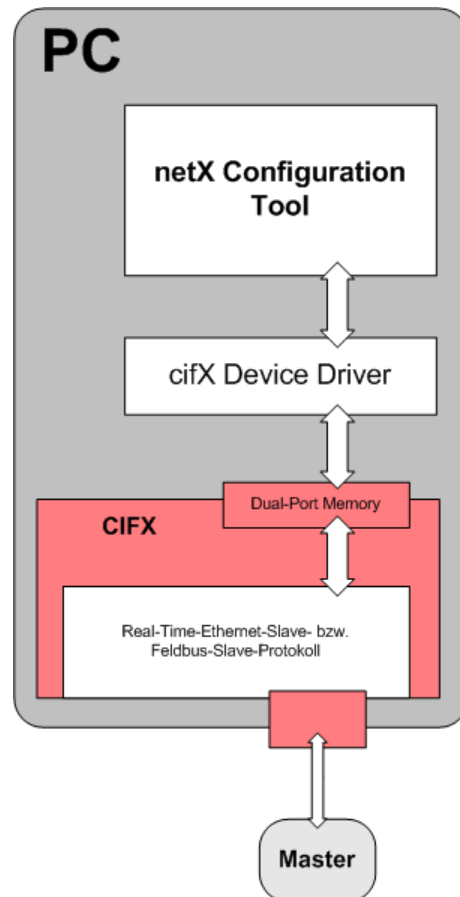 PC
netX Configuration
Tool
cifX Device Driver
Dual-Port Memory
CIFX
Real-Time-Ethernet-Slave- bzw.
Feldbus-Slave-Protokoll
Master